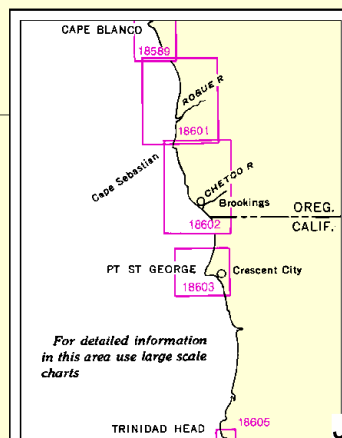 CAPE BLANCO
18589
ROGUE R
18601
Cape Sebastian
CHETCO R
Brookings
OREG.
CALIF.
18602
PT ST GEORGE
Crescent City
18603
For detailed information
in this area use large scale
charts
18605
TRINIDAD HEAD